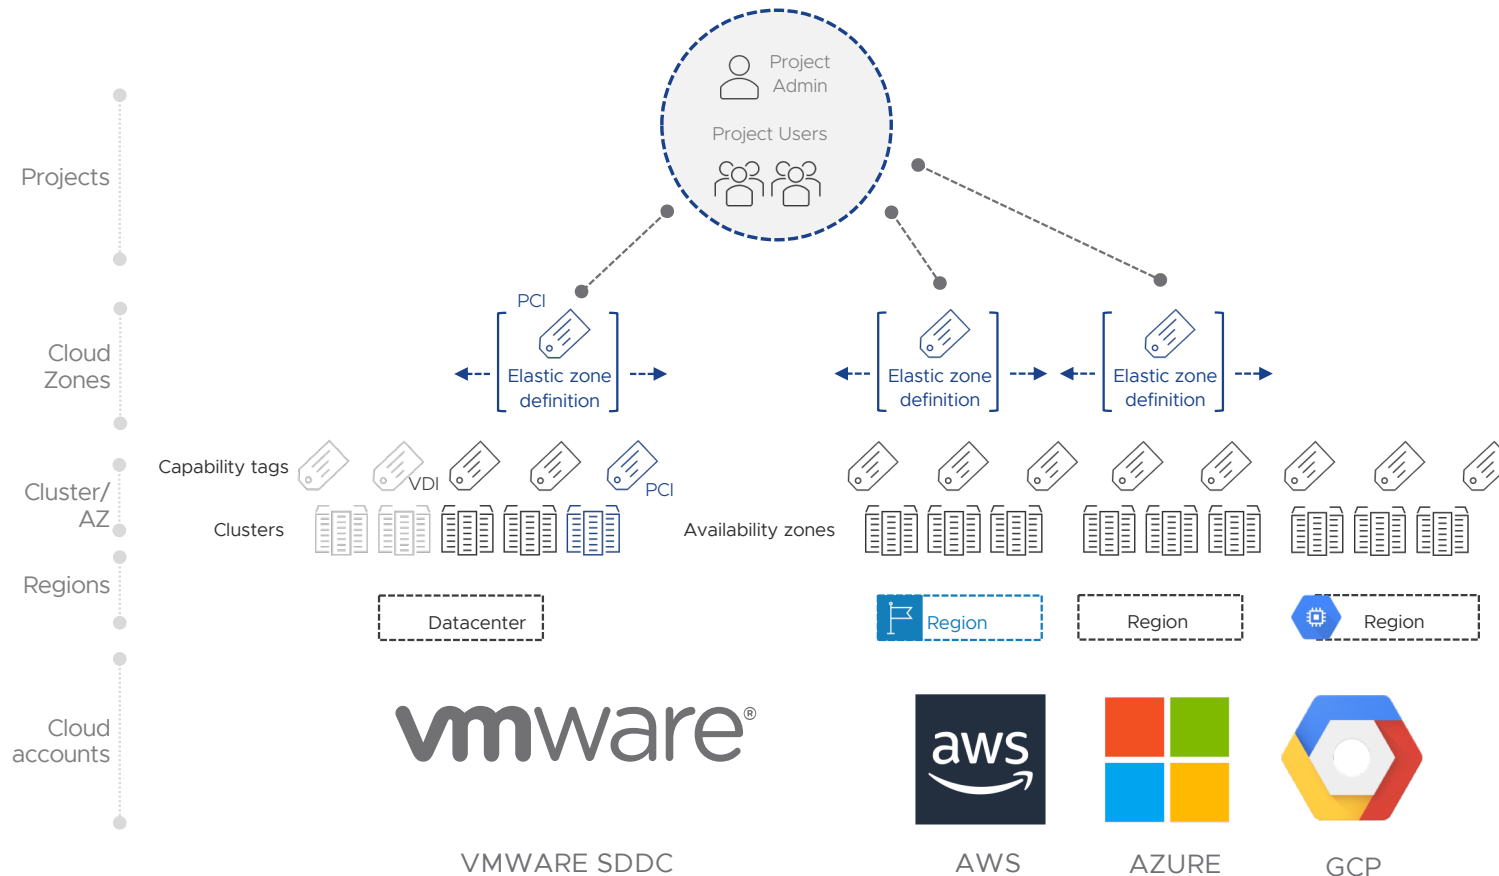 Project
Admin
Project Users
Projects
PCI
Cloud
Zones
Elastic zone
definition
Elastic zone
definition
Elastic zone
definition
Capability tags
VDI
PCI
Cluster/
AZ
Clusters
Availability zones
Regions
Datacenter
Region
Region
Region
Cloud
accounts
vmware®
aws
VMWARE SDDC
AWS
AZURE
GCP